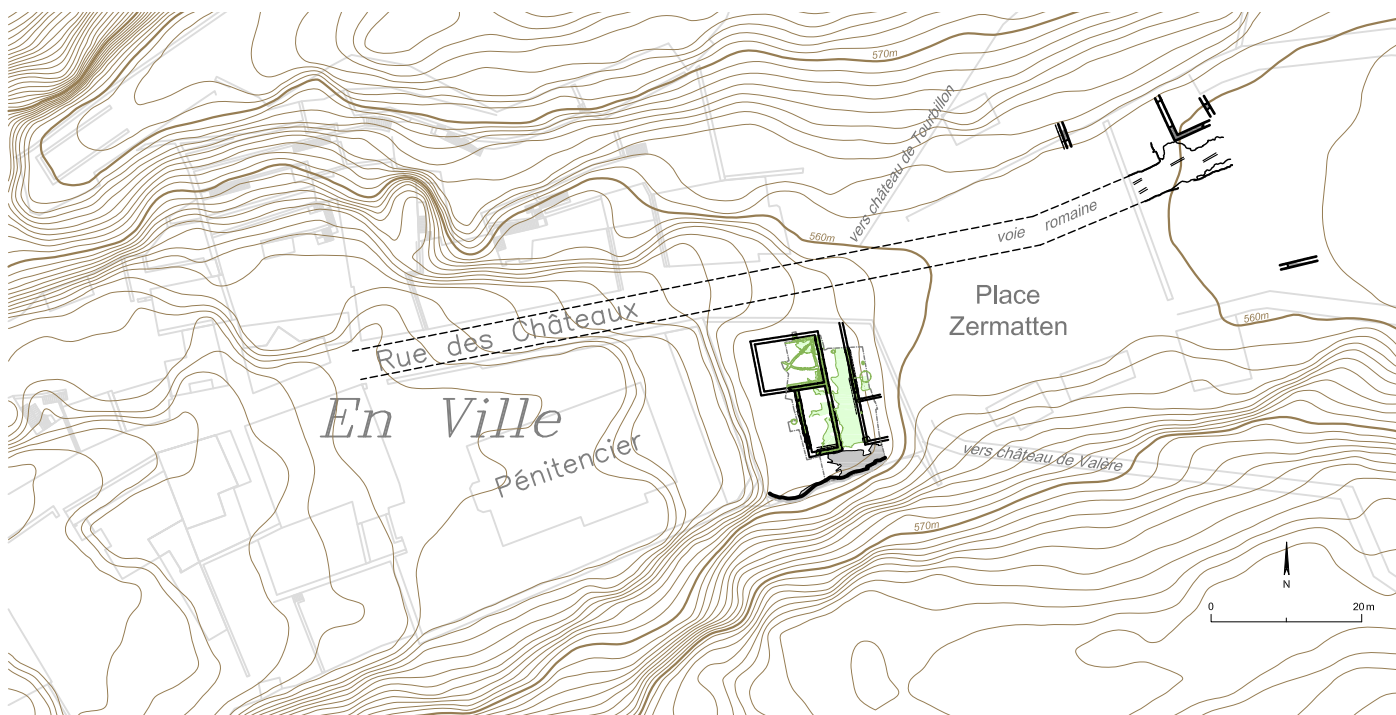 570m
vers château de Tourbillon
voie romaine
560m
Place
Zermatten
560m
Rue des Châteaux
En Ville
Pénitencier
vers château de Valère
570m
N
0 20 m